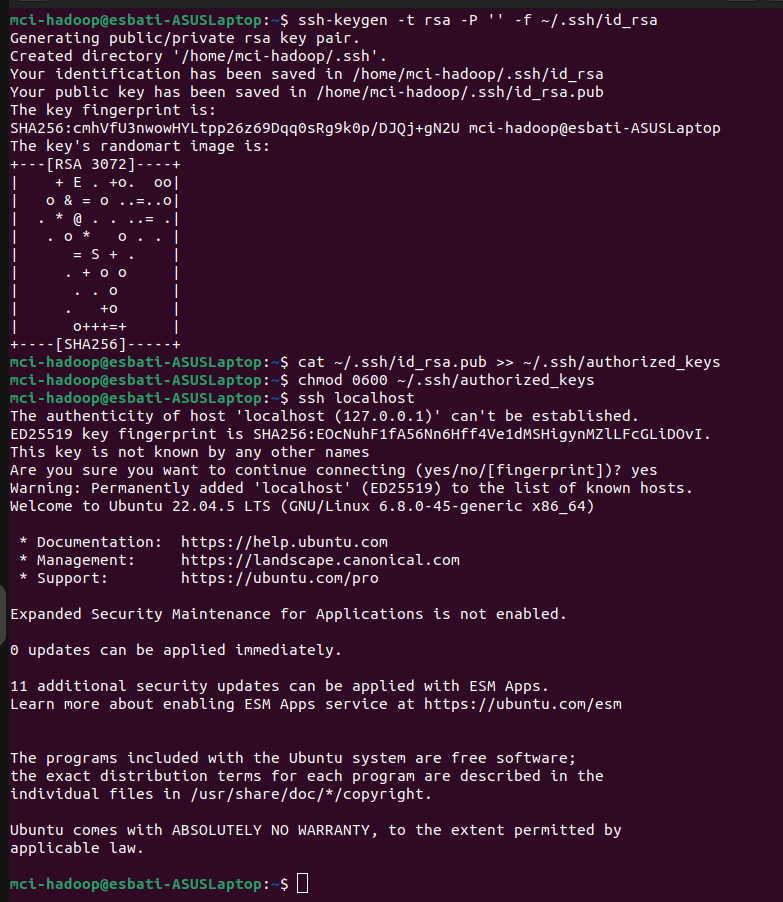 mci-hadoop@esbati-ASUSLaptop:~$ ssh-keygen -t rsa -P '' -f ~/.ssh/id_rsa
Generating public/private rsa key pair.
Created directory '/home/mci-hadoop/.ssh'.
Your identification has been saved in /home/mci-hadoop/.ssh/id_rsa
Your public key has been saved in /home/mci-hadoop/.ssh/id_rsa.pub
The key fingerprint is:
SHA256:cmhVfU3nwowHYLtpp26z69Dqq0sRg9k0p/DJQj+gN2U mci-hadoop@esbati-ASUSLaptop
The key's randomart image is:
+---[RSA 3072]----+
|    + E . +o.  oo|
|   o & = o ..=..o|
|  . * @ . . ..= .|
|   . o *   o . . |
|      = S + .    |
|     . + o o     |
|      . . o      |
|     .   +o      |
|      o+++=+     |
+----[SHA256]-----+
mci-hadoop@esbati-ASUSLaptop:~$ cat ~/.ssh/id_rsa.pub >> ~/.ssh/authorized_keys
mci-hadoop@esbati-ASUSLaptop:~$ chmod 0600 ~/.ssh/authorized_keys
mci-hadoop@esbati-ASUSLaptop:~$ ssh localhost
The authenticity of host 'localhost (127.0.0.1)' can't be established.
ED25519 key fingerprint is SHA256:EOcNuhF1fA56Nn6Hff4Ve1dMSHigynMZlLFcGLiDOvI.
This key is not known by any other names
Are you sure you want to continue connecting (yes/no/[fingerprint])? yes
Warning: Permanently added 'localhost' (ED25519) to the list of known hosts.
Welcome to Ubuntu 22.04.5 LTS (GNU/Linux 6.8.0-45-generic x86_64)
 * Documentation:  https://help.ubuntu.com
 * Management:     https://landscape.canonical.com
 * Support:        https://ubuntu.com/pro
Expanded Security Maintenance for Applications is not enabled.
0 updates can be applied immediately.
11 additional security updates can be applied with ESM Apps.
Learn more about enabling ESM Apps service at https://ubuntu.com/esm
The programs included with the Ubuntu system are free software;
the exact distribution terms for each program are described in the
individual files in /usr/share/doc/*/copyright.
Ubuntu comes with ABSOLUTELY NO WARRANTY, to the extent permitted by
applicable law.
mci-hadoop@esbati-ASUSLaptop:~$